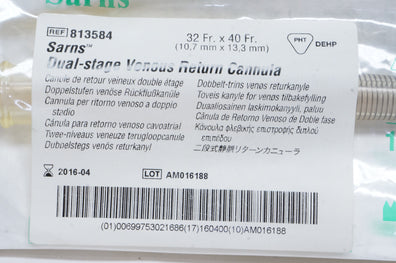 Sarns
REF 813584
32 Fr. x 40 Fr.
(10,7 mm x 13,3 mm)
PHT DEHP
Sarns™
Dual-stage Venous Return Cannula
Canule de retour veineux double étage
Doppelstufen venöse Rückflußkanüle
Cannula per ritorno venoso a doppio
stadio
Cánula para retorno venoso cavoatrial
Twee-niveaus veneuze terugloopcanule
Dubuelstegs venös returkanyl
Dobbelt-trins venøs returkanyle
Toveis kanyle for venøs tilbakefylling
Duaaliosainen laskimokanyyli, paluu
Cánula de Retorno Venoso de Doble fase
Κάνουλα φλεβικής επιστροφής διπλού
επιπέδου
二段式静脈リターンカニューラ
2016-04
LOT AM016188
(01)00699753021686(17)160400(10)AM016188